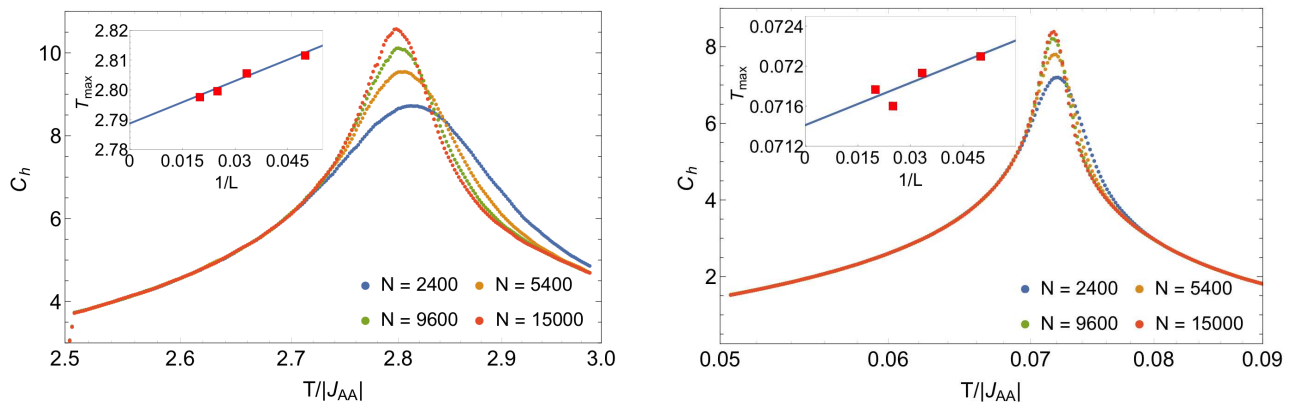 2.82
2.81
2.80
2.79
2.78
T_max
0
0.015
0.03
0.045
1/L
10
8
6
4
C_h
N = 2400
N = 5400
N = 9600
N = 15000
2.5
2.6
2.7
2.8
2.9
3.0
T/|J_AA|
0.0724
0.072
0.0716
0.0712
T_max
0
0.015
0.03
0.045
1/L
8
6
4
2
C_h
N = 2400
N = 5400
N = 9600
N = 15000
0.05
0.06
0.07
0.08
0.09
T/|J_AA|